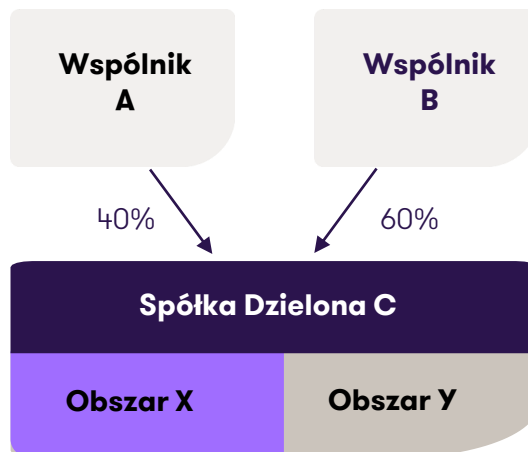 Wspólnik
A
Wspólnik
B
40%
60%
Spółka Dzielona C
Obszar X
Obszar Y